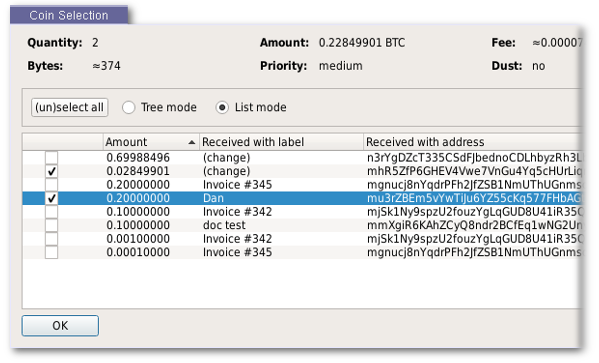 Coin Selection
Quantity: 2 Amount: 0.22849901 BTC Fee: ≈0.00007
Bytes: ≈374 Priority: medium Dust: no
(un)select all Tree mode List mode
Amount Received with label Received with address
0.69988496 (change) n3rYgDZcT335CSdFJbednoCDLhbyzRh3L
0.02849901 (change) mhR5ZfP6GHEV4Vwe7VnGu4Yq5cHUrLiq
0.20000000 Invoice #345 mgnucj8nYqdrPFh2JfZSB1NmUThUGnms
0.20000000 Dan mu3rZBEm5vYwTiJu6YZ55cKq577FHbAG
0.10000000 Invoice #342 mjSk1Ny9spzU2fouzYgLqGUD8U41iR35Q
0.10000000 doc test mmXgiR6KAhZCyQ8ndr2BCfEq1wNG2Un
0.00100000 Invoice #342 mjSk1Ny9spzU2fouzYgLqGUD8U41iR35Q
0.00010000 Invoice #345 mgnucj8nYqdrPFh2JfZSB1NmUThUGnms
OK